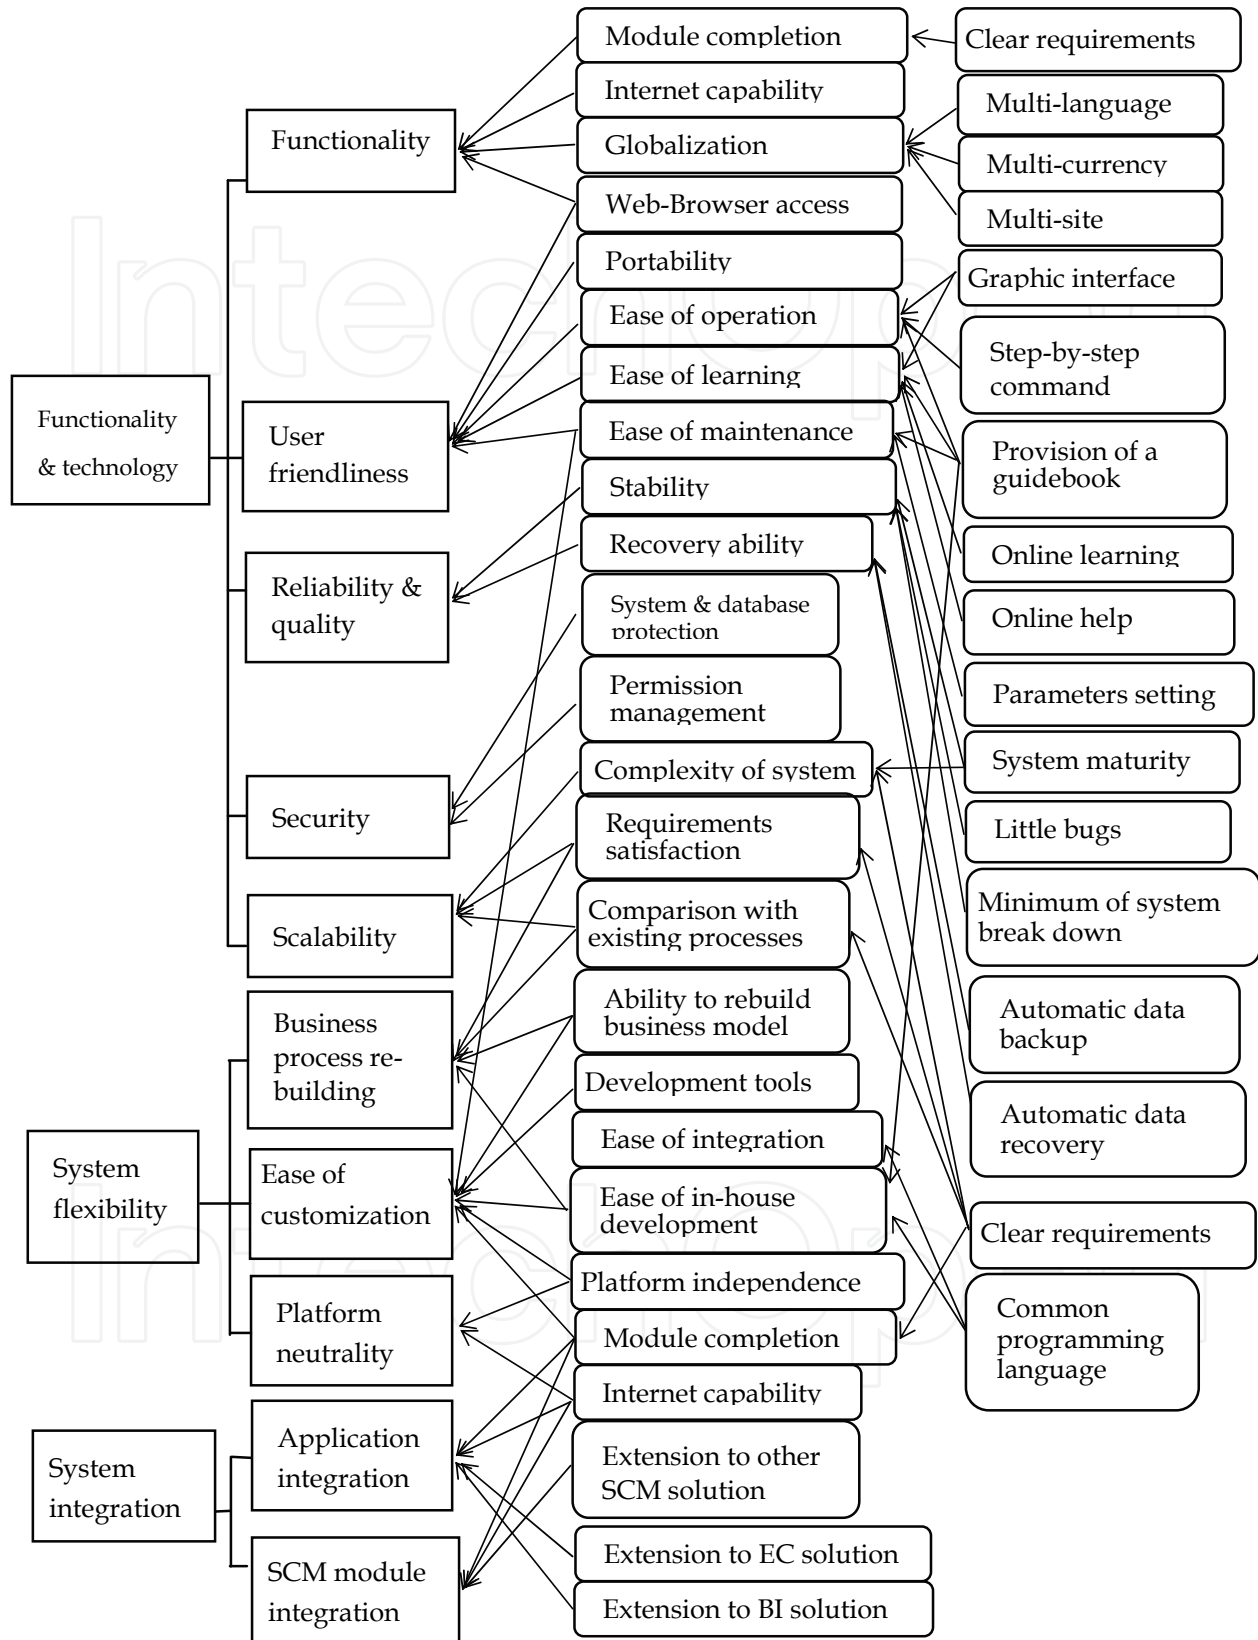 Functionality
& technology
System
flexibility
System
integration
Functionality
User
friendliness
Reliability &
quality
Security
Scalability
Business
process re-
building
Ease of
customization
Platform
neutrality
Application
integration
SCM module
integration
Module completion
Internet capability
Globalization
Web-Browser access
Portability
Ease of operation
Ease of learning
Ease of maintenance
Stability
Recovery ability
System & database
protection
Permission
management
Complexity of system
Requirements
satisfaction
Comparison with
existing processes
Ability to rebuild
business model
Development tools
Ease of integration
Ease of in-house
development
Platform independence
Module completion
Internet capability
Extension to other
SCM solution
Extension to EC solution
Extension to BI solution
Clear requirements
Multi-language
Multi-currency
Multi-site
Graphic interface
Step-by-step
command
Provision of a
guidebook
Online learning
Online help
Parameters setting
System maturity
Little bugs
Minimum of system
break down
Automatic data
backup
Automatic data
recovery
Clear requirements
Common
programming
language
IntechOpen
IntechOpen